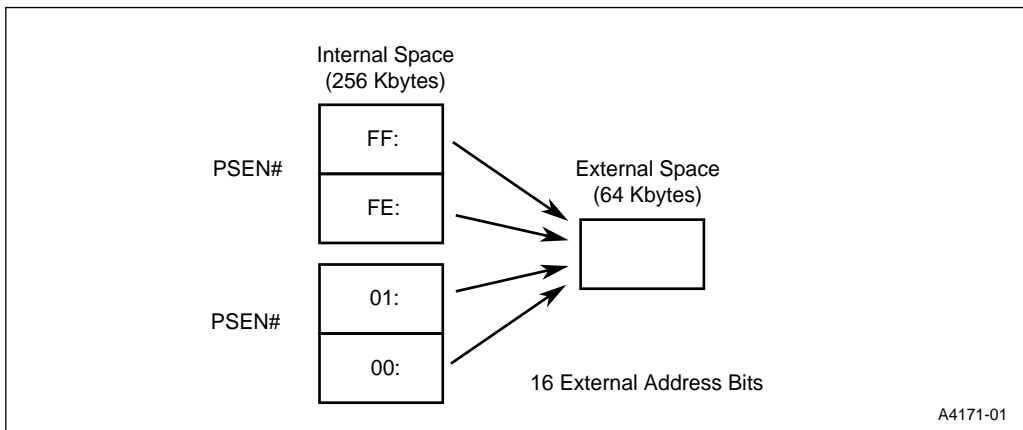 Internal Space
(256 Kbytes)
PSEN#
FF:
FE:
PSEN#
01:
00:
External Space
(64 Kbytes)
16 External Address Bits
A4171-01